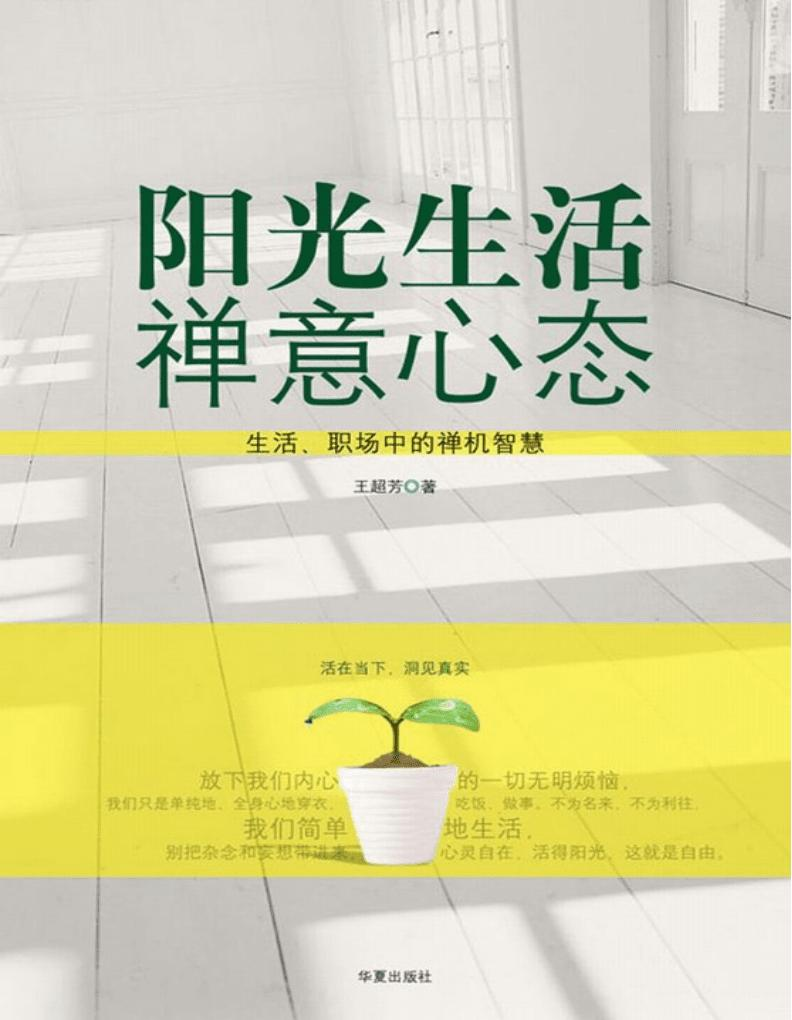 阳光生活
禅意心态
生活、职场中的禅机智慧
王超芳◎著
活在当下，洞见真实
放下我们内心的一切无明烦恼，
我们只是单纯地、全身心地穿衣、吃饭、做事。不为名来，不为利往，
我们简单地生活，
别把杂念和妄想带进来，心灵自在，活得阳光，这就是自由。
华夏出版社